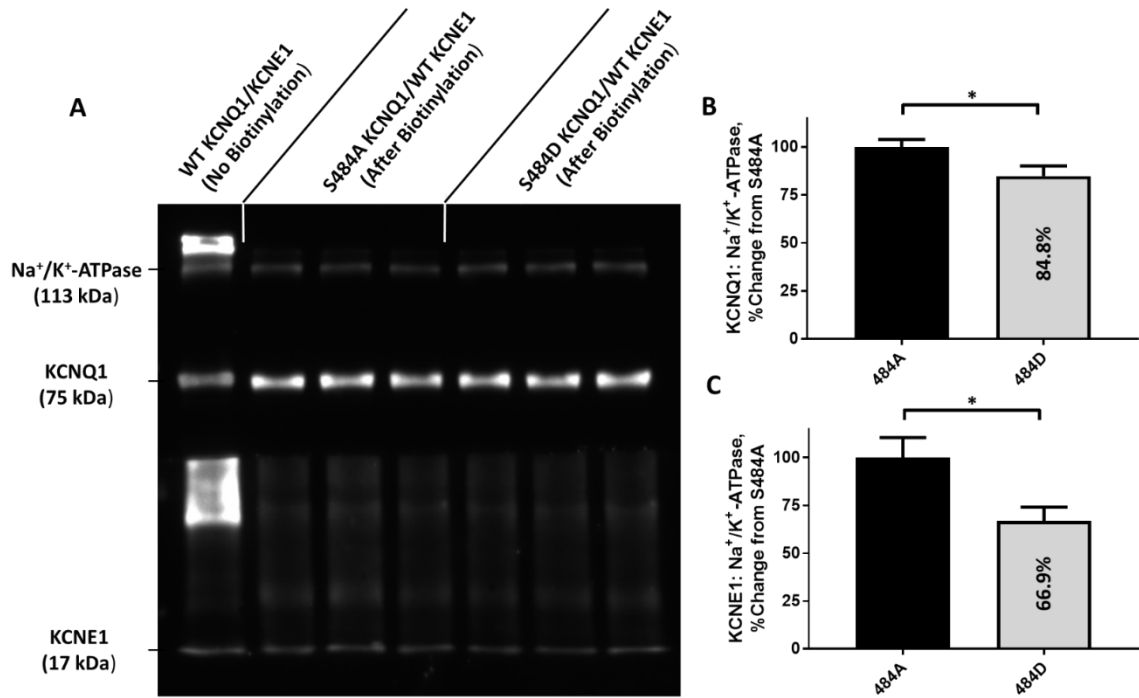 A
WT KCNQ1/KCNE1
(No Biotinylation)
S484A KCNQ1/WT KCNE1
(After Biotinylation)
S484D KCNQ1/WT KCNE1
(After Biotinylation)
Na⁺/K⁺-ATPase
(113 kDa)
KCNQ1
(75 kDa)
KCNE1
(17 kDa)
B
KCNQ1: Na⁺/K⁺-ATPase,
%Change from S484A
100
75
50
25
0
*
84.8%
484A
484D
C
KCNE1: Na⁺/K⁺-ATPase,
%Change from S484A
100
75
50
25
0
*
66.9%
484A
484D